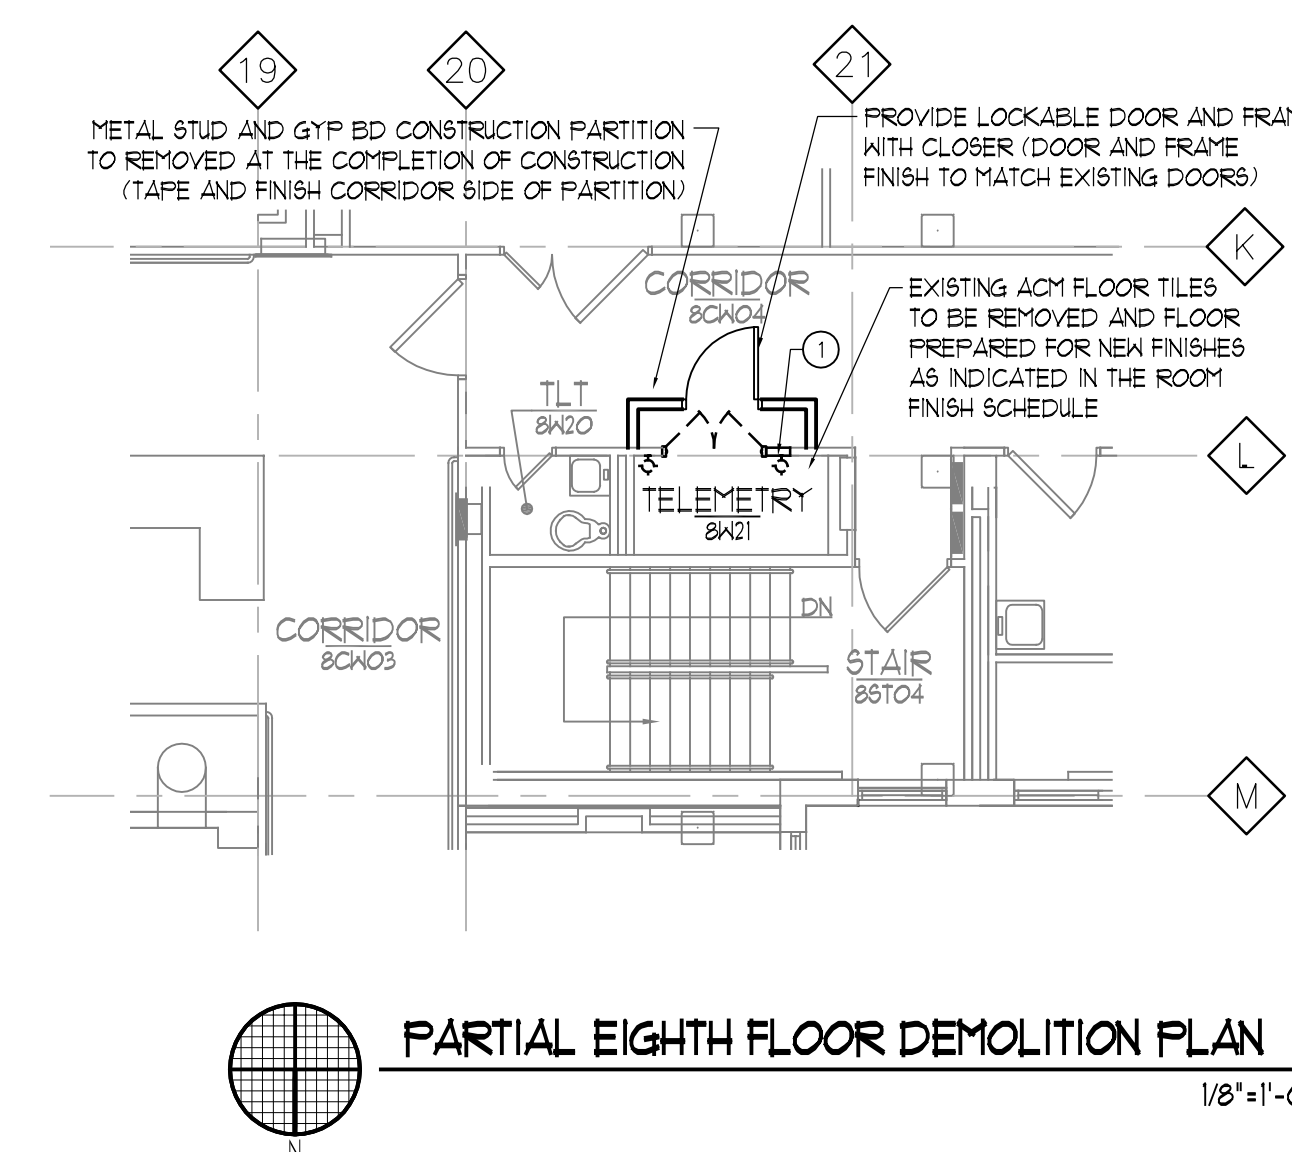 19
20
21
METAL STUD AND GYP BD CONSTRUCTION PARTITION
TO REMOVED AT THE COMPLETION OF CONSTRUCTION
(TAPE AND FINISH CORRIDOR SIDE OF PARTITION)
PROVIDE LOCKABLE DOOR AND
WITH CLOSER (DOOR AND FRAME
FINISH TO MATCH EXISTING DOORS)
K
CORRIDOR
8CW04
EXISTING ACM FLOOR TILES
TO BE REMOVED AND FLOOR
PREPARED FOR NEW FINISHES
AS INDICATED IN THE ROOM
FINISH SCHEDULE
1
TLT
8W20
L
TELEMETRY
8W21
DN
CORRIDOR
8CW03
STAIR
8ST04
M
PARTIAL EIGHTH FLOOR DEMOLITION PLAN
N